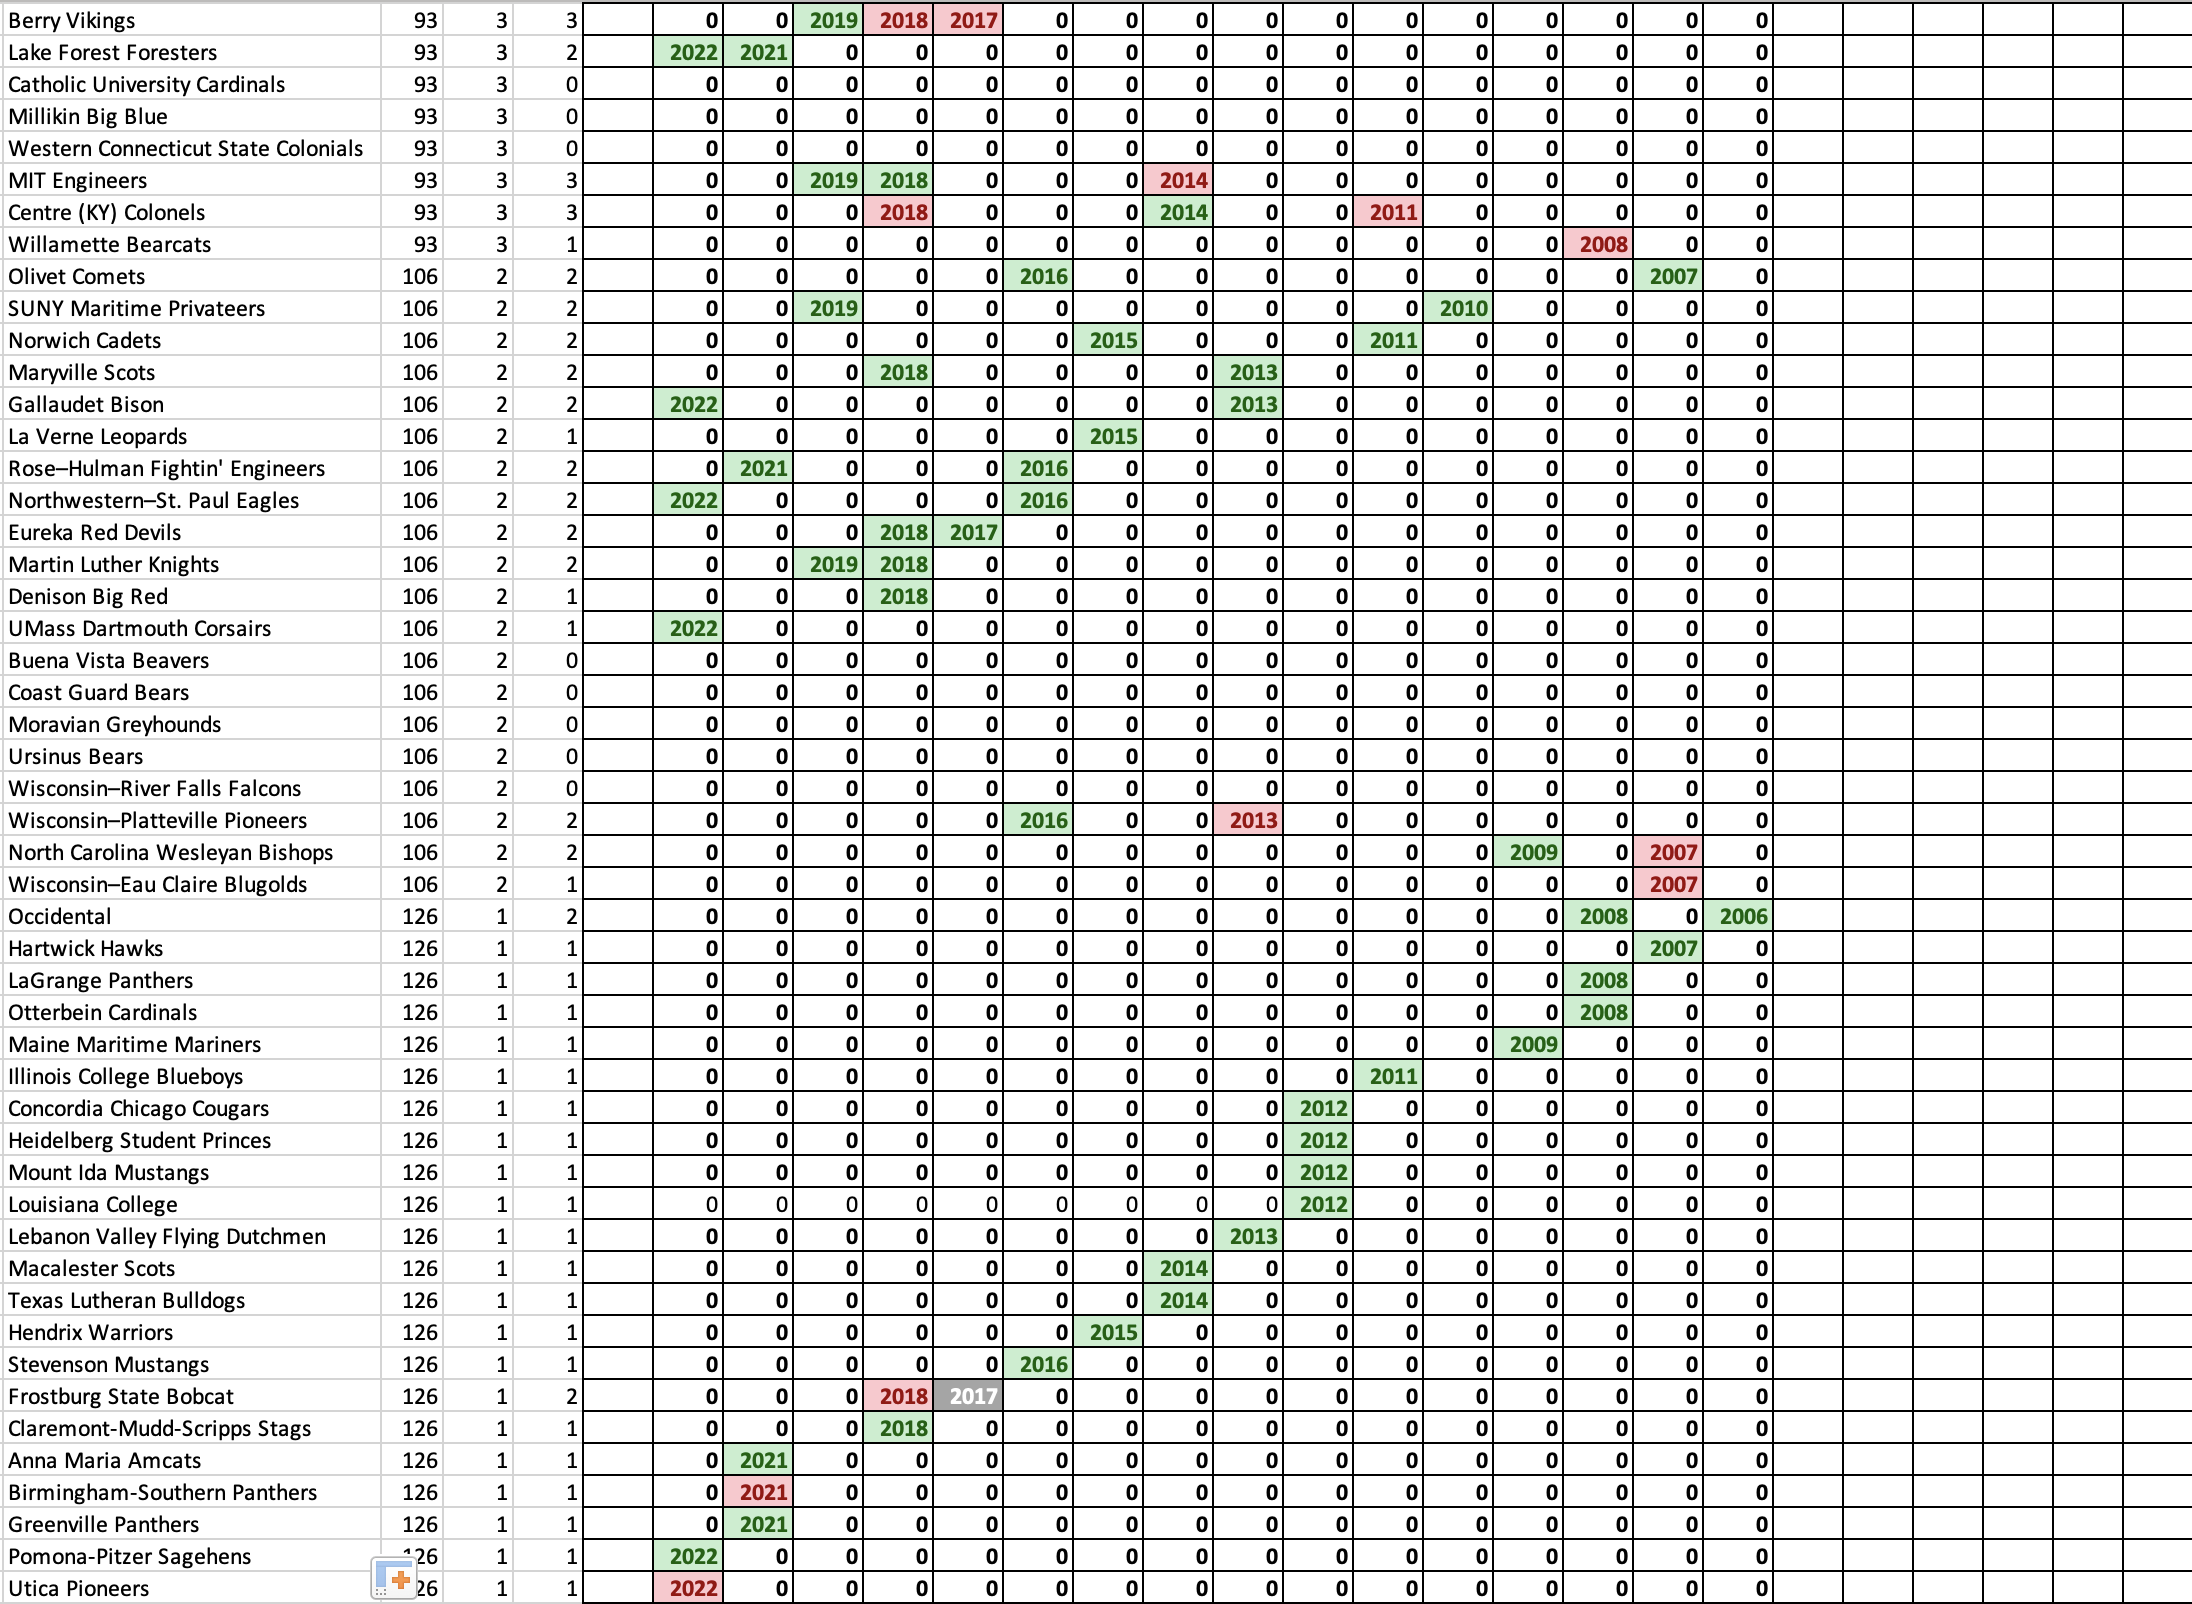 Berry Vikings 93 3 3 0 0 2019 2018 2017 0 0 0 0 0 0 0 0 0 0 0
Lake Forest Foresters 93 3 2 2022 2021 0 0 0 0 0 0 0 0 0 0 0 0 0 0
Catholic University Cardinals 93 3 0 0 0 0 0 0 0 0 0 0 0 0 0 0 0 0 0
Millikin Big Blue 93 3 0 0 0 0 0 0 0 0 0 0 0 0 0 0 0 0 0
Western Connecticut State Colonials 93 3 0 0 0 0 0 0 0 0 0 0 0 0 0 0 0 0 0
MIT Engineers 93 3 3 0 0 2019 2018 0 0 0 2014 0 0 0 0 0 0 0 0
Centre (KY) Colonels 93 3 3 0 0 0 2018 0 0 0 2014 0 0 2011 0 0 0 0 0
Willamette Bearcats 93 3 1 0 0 0 0 0 0 0 0 0 0 0 0 0 2008 0 0
Olivet Comets 106 2 2 0 0 0 0 0 2016 0 0 0 0 0 0 0 0 2007 0
SUNY Maritime Privateers 106 2 2 0 0 2019 0 0 0 0 0 0 0 0 2010 0 0 0 0
Norwich Cadets 106 2 2 0 0 0 0 0 0 2015 0 0 0 2011 0 0 0 0 0
Maryville Scots 106 2 2 0 0 0 2018 0 0 0 0 2013 0 0 0 0 0 0 0
Gallaudet Bison 106 2 2 2022 0 0 0 0 0 0 0 2013 0 0 0 0 0 0 0
La Verne Leopards 106 2 1 0 0 0 0 0 0 2015 0 0 0 0 0 0 0 0 0
Rose–Hulman Fightin' Engineers 106 2 2 0 2021 0 0 0 2016 0 0 0 0 0 0 0 0 0 0
Northwestern–St. Paul Eagles 106 2 2 2022 0 0 0 0 2016 0 0 0 0 0 0 0 0 0 0
Eureka Red Devils 106 2 2 0 0 0 2018 2017 0 0 0 0 0 0 0 0 0 0 0
Martin Luther Knights 106 2 2 0 0 2019 2018 0 0 0 0 0 0 0 0 0 0 0 0
Denison Big Red 106 2 1 0 0 0 2018 0 0 0 0 0 0 0 0 0 0 0 0
UMass Dartmouth Corsairs 106 2 1 2022 0 0 0 0 0 0 0 0 0 0 0 0 0 0 0
Buena Vista Beavers 106 2 0 0 0 0 0 0 0 0 0 0 0 0 0 0 0 0 0
Coast Guard Bears 106 2 0 0 0 0 0 0 0 0 0 0 0 0 0 0 0 0 0
Moravian Greyhounds 106 2 0 0 0 0 0 0 0 0 0 0 0 0 0 0 0 0 0
Ursinus Bears 106 2 0 0 0 0 0 0 0 0 0 0 0 0 0 0 0 0 0
Wisconsin–River Falls Falcons 106 2 0 0 0 0 0 0 0 0 0 0 0 0 0 0 0 0 0
Wisconsin–Platteville Pioneers 106 2 2 0 0 0 0 0 2016 0 0 2013 0 0 0 0 0 0 0
North Carolina Wesleyan Bishops 106 2 2 0 0 0 0 0 0 0 0 0 0 0 0 2009 0 2007 0
Wisconsin–Eau Claire Blugolds 106 2 1 0 0 0 0 0 0 0 0 0 0 0 0 0 0 2007 0
Occidental 126 1 2 0 0 0 0 0 0 0 0 0 0 0 0 0 2008 0 2006
Hartwick Hawks 126 1 1 0 0 0 0 0 0 0 0 0 0 0 0 0 0 2007 0
LaGrange Panthers 126 1 1 0 0 0 0 0 0 0 0 0 0 0 0 0 2008 0 0
Otterbein Cardinals 126 1 1 0 0 0 0 0 0 0 0 0 0 0 0 0 2008 0 0
Maine Maritime Mariners 126 1 1 0 0 0 0 0 0 0 0 0 0 0 0 2009 0 0 0
Illinois College Blueboys 126 1 1 0 0 0 0 0 0 0 0 0 0 2011 0 0 0 0 0
Concordia Chicago Cougars 126 1 1 0 0 0 0 0 0 0 0 0 2012 0 0 0 0 0 0
Heidelberg Student Princes 126 1 1 0 0 0 0 0 0 0 0 0 2012 0 0 0 0 0 0
Mount Ida Mustangs 126 1 1 0 0 0 0 0 0 0 0 0 2012 0 0 0 0 0 0
Louisiana College 126 1 1 0 0 0 0 0 0 0 0 0 2012 0 0 0 0 0 0
Lebanon Valley Flying Dutchmen 126 1 1 0 0 0 0 0 0 0 0 2013 0 0 0 0 0 0 0
Macalester Scots 126 1 1 0 0 0 0 0 0 0 2014 0 0 0 0 0 0 0 0
Texas Lutheran Bulldogs 126 1 1 0 0 0 0 0 0 0 2014 0 0 0 0 0 0 0 0
Hendrix Warriors 126 1 1 0 0 0 0 0 0 2015 0 0 0 0 0 0 0 0 0
Stevenson Mustangs 126 1 1 0 0 0 0 0 2016 0 0 0 0 0 0 0 0 0 0
Frostburg State Bobcat 126 1 2 0 0 0 2018 2017 0 0 0 0 0 0 0 0 0 0 0
Claremont-Mudd-Scripps Stags 126 1 1 0 0 0 2018 0 0 0 0 0 0 0 0 0 0 0 0
Anna Maria Amcats 126 1 1 0 2021 0 0 0 0 0 0 0 0 0 0 0 0 0 0
Birmingham-Southern Panthers 126 1 1 0 2021 0 0 0 0 0 0 0 0 0 0 0 0 0 0
Greenville Panthers 126 1 1 0 2021 0 0 0 0 0 0 0 0 0 0 0 0 0 0
Pomona-Pitzer Sagehens 26 1 1 2022 0 0 0 0 0 0 0 0 0 0 0 0 0 0 0
Utica Pioneers 26 1 1 2022 0 0 0 0 0 0 0 0 0 0 0 0 0 0 0